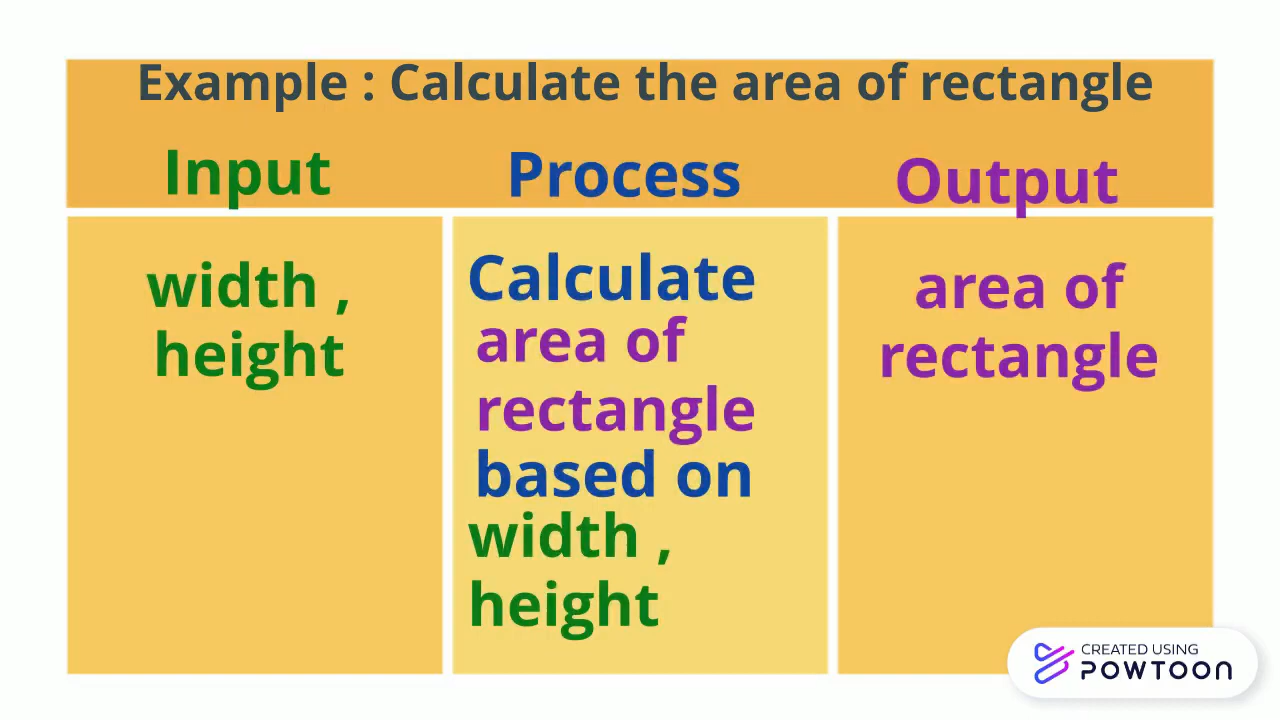 Example : Calculate the area of rectangle
Input
Process
Output
width ,
height
Calculate
area of
rectangle
based on
width ,
height
area of
rectangle
CREATED USING
POWTOON